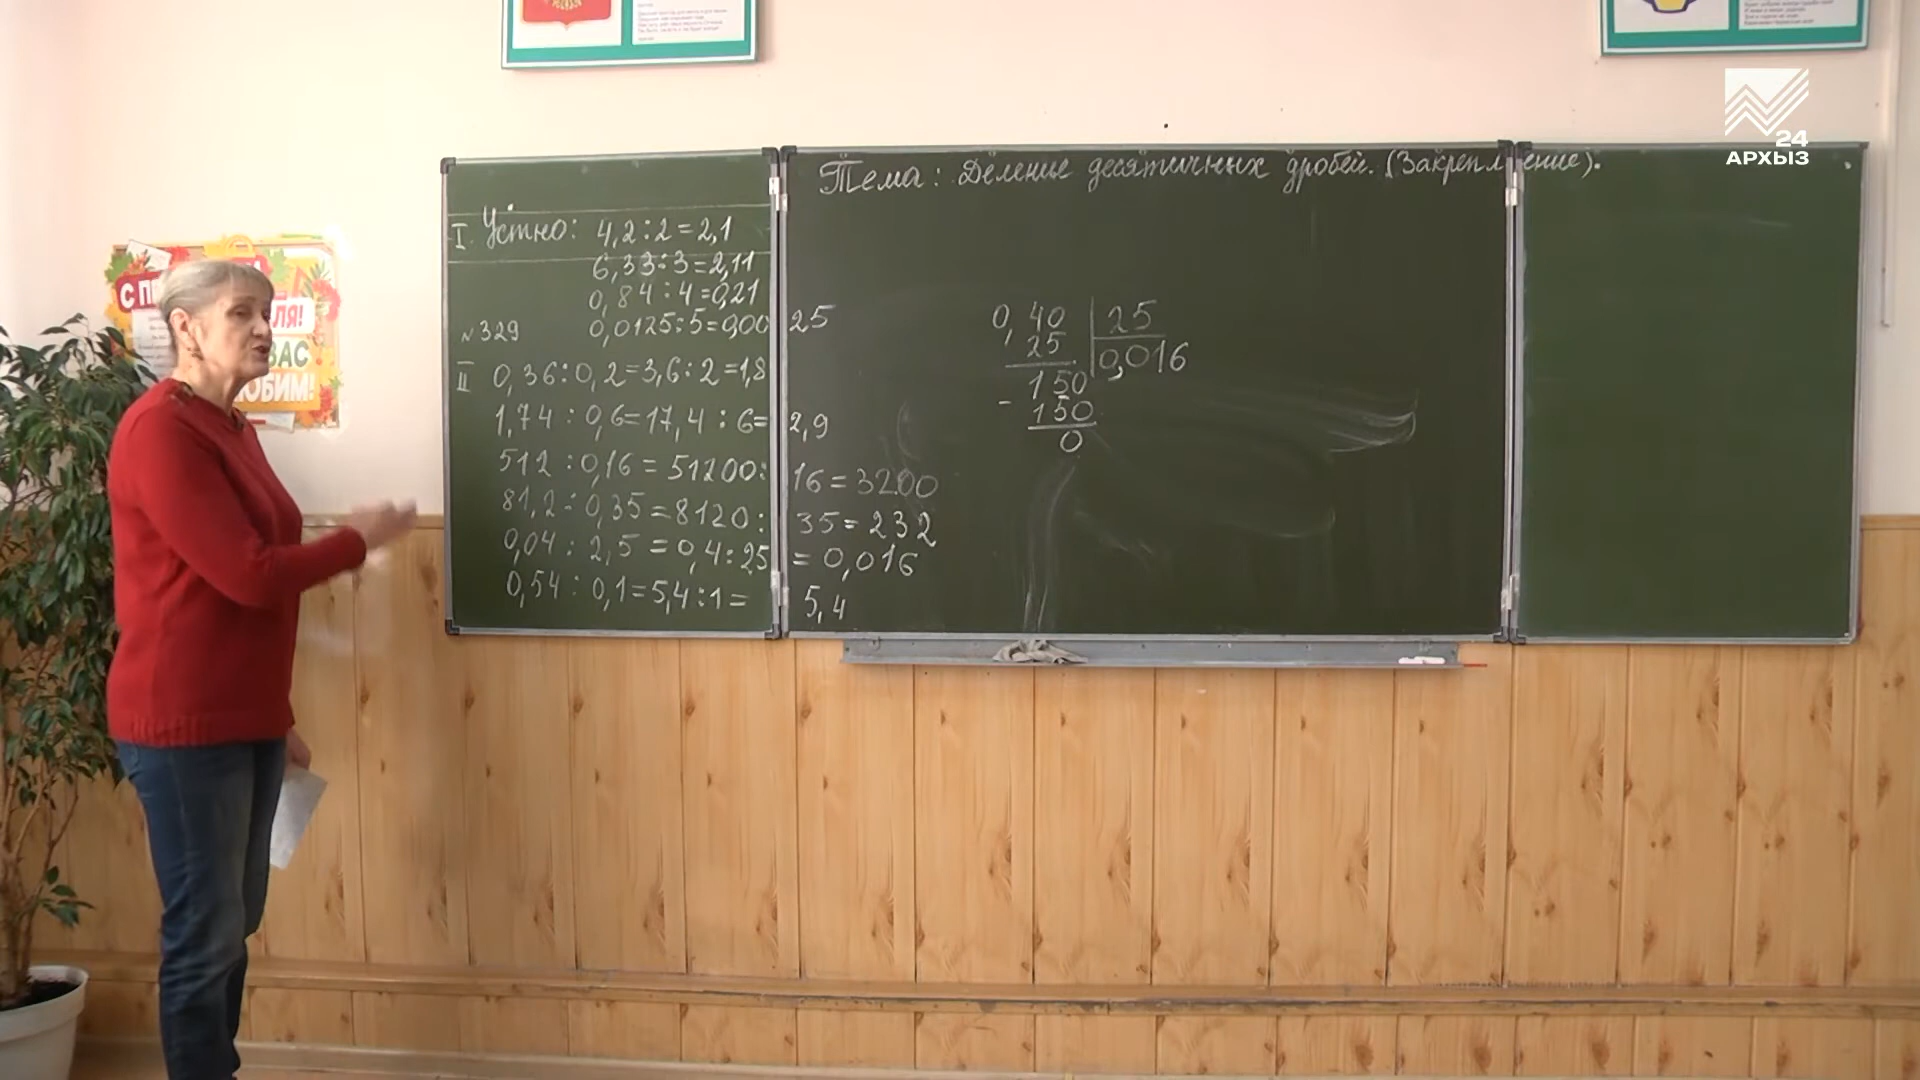 24
АРХЫЗ
Тема: Деление десятичных дробей. (Закрепление).
I. Устно: 4,2:2=2,1
6,33:3=2,11
0,84:4=0,21
0,0125:5=0,0025
№329
II 0,36:0,2=3,6:2=1,8
1,74:0,6=17,4:6=2,9
512:0,16=51200:16=3200
81,2:0,35=8120:35=232
0,04:2,5=0,4:25=0,016
0,54:0,1=5,4:1=5,4
0,40 25
25 0,016
150
- 150
0
ЛЯ!
ВАС
ЛЮБИМ!